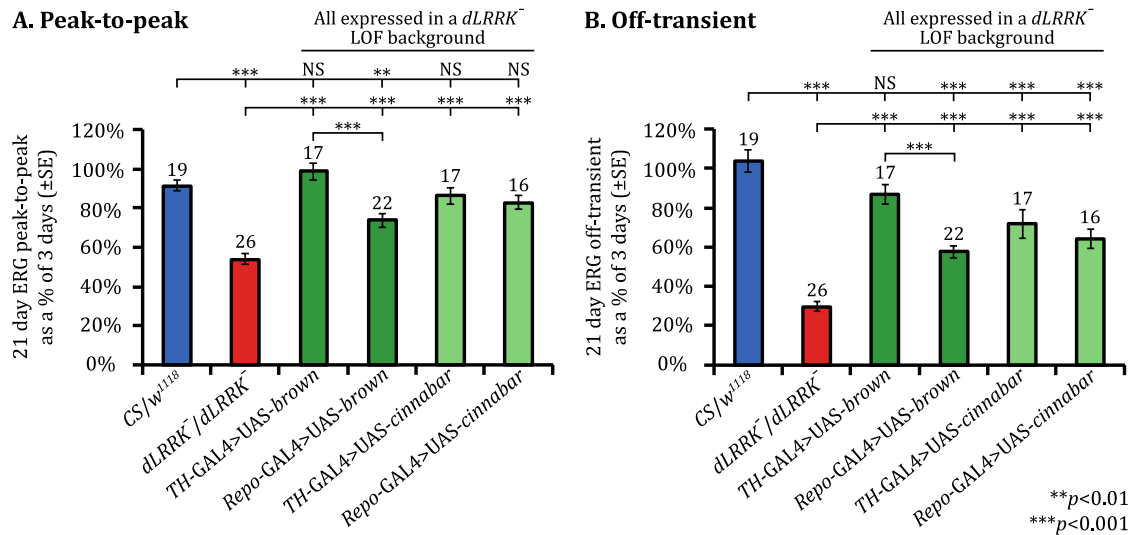 A. Peak-to-peak
All expressed in a dLRRK⁻
LOF background
*** NS ** NS NS
*** *** *** *** ***
***
21 day ERG peak-to-peak
as a % of 3 days (±SE)
120%
100%
80%
60%
40%
20%
0%
19
26
17
22
17
16
CS/w¹¹¹⁸
dLRRK⁻/dLRRK⁻
TH-GAL4>UAS-brown
Repo-GAL4>UAS-brown
TH-GAL4>UAS-cinnabar
Repo-GAL4>UAS-cinnabar
B. Off-transient
All expressed in a dLRRK⁻
LOF background
*** NS *** *** ***
*** *** *** ***
***
21 day ERG off-transient
as a % of 3 days (±SE)
120%
100%
80%
60%
40%
20%
0%
19
26
17
22
17
16
CS/w¹¹¹⁸
dLRRK⁻/dLRRK⁻
TH-GAL4>UAS-brown
Repo-GAL4>UAS-brown
TH-GAL4>UAS-cinnabar
Repo-GAL4>UAS-cinnabar
**p<0.01
***p<0.001